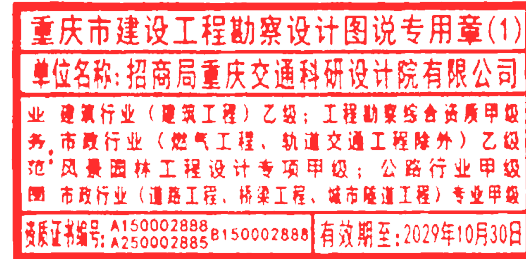 重庆市建设工程勘察设计图说专用章(1)
单位名称:招商局重庆交通科研设计院有限公司
业务范围
建筑行业（建筑工程）乙级；工程勘察综合资质甲级
市政行业（燃气工程、轨道交通工程除外）乙级
风景园林工程设计专项甲级；公路行业甲级
市政行业（道路工程、桥梁工程、城市隧道工程）专业甲级
资质证书编号:A150002888 B150002888
A250002885
有效期至:2029年10月30日